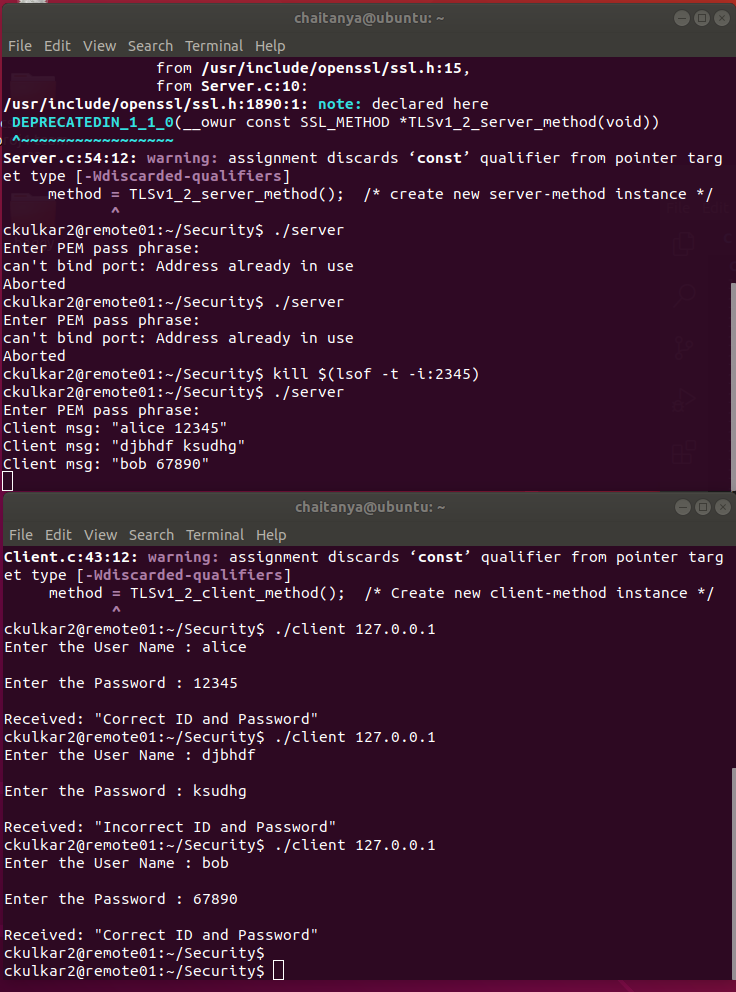 chaitanya@ubuntu: ~
File Edit View Search Terminal Help
from /usr/include/openssl/ssl.h:15,
from Server.c:10:
/usr/include/openssl/ssl.h:1890:1: note: declared here
DEPRECATEDIN_1_1_0(__owur const SSL_METHOD *TLSv1_2_server_method(void))
^~~~~~~~~~~~~~~~~~
Server.c:54:12: warning: assignment discards ‘const’ qualifier from pointer targ
et type [-Wdiscarded-qualifiers]
method = TLSv1_2_server_method();  /* create new server-method instance */
^
ckulkar2@remote01:~/Security$ ./server
Enter PEM pass phrase:
can't bind port: Address already in use
Aborted
ckulkar2@remote01:~/Security$ ./server
Enter PEM pass phrase:
can't bind port: Address already in use
Aborted
ckulkar2@remote01:~/Security$ kill $(lsof -t -i:2345)
ckulkar2@remote01:~/Security$ ./server
Enter PEM pass phrase:
Client msg: "alice 12345"
Client msg: "djbhdf ksudhg"
Client msg: "bob 67890"
chaitanya@ubuntu: ~
File Edit View Search Terminal Help
Client.c:43:12: warning: assignment discards ‘const’ qualifier from pointer targ
et type [-Wdiscarded-qualifiers]
method = TLSv1_2_client_method();  /* Create new client-method instance */
^
ckulkar2@remote01:~/Security$ ./client 127.0.0.1
Enter the User Name : alice
Enter the Password : 12345
Received: "Correct ID and Password"
ckulkar2@remote01:~/Security$ ./client 127.0.0.1
Enter the User Name : djbhdf
Enter the Password : ksudhg
Received: "Incorrect ID and Password"
ckulkar2@remote01:~/Security$ ./client 127.0.0.1
Enter the User Name : bob
Enter the Password : 67890
Received: "Correct ID and Password"
ckulkar2@remote01:~/Security$
ckulkar2@remote01:~/Security$